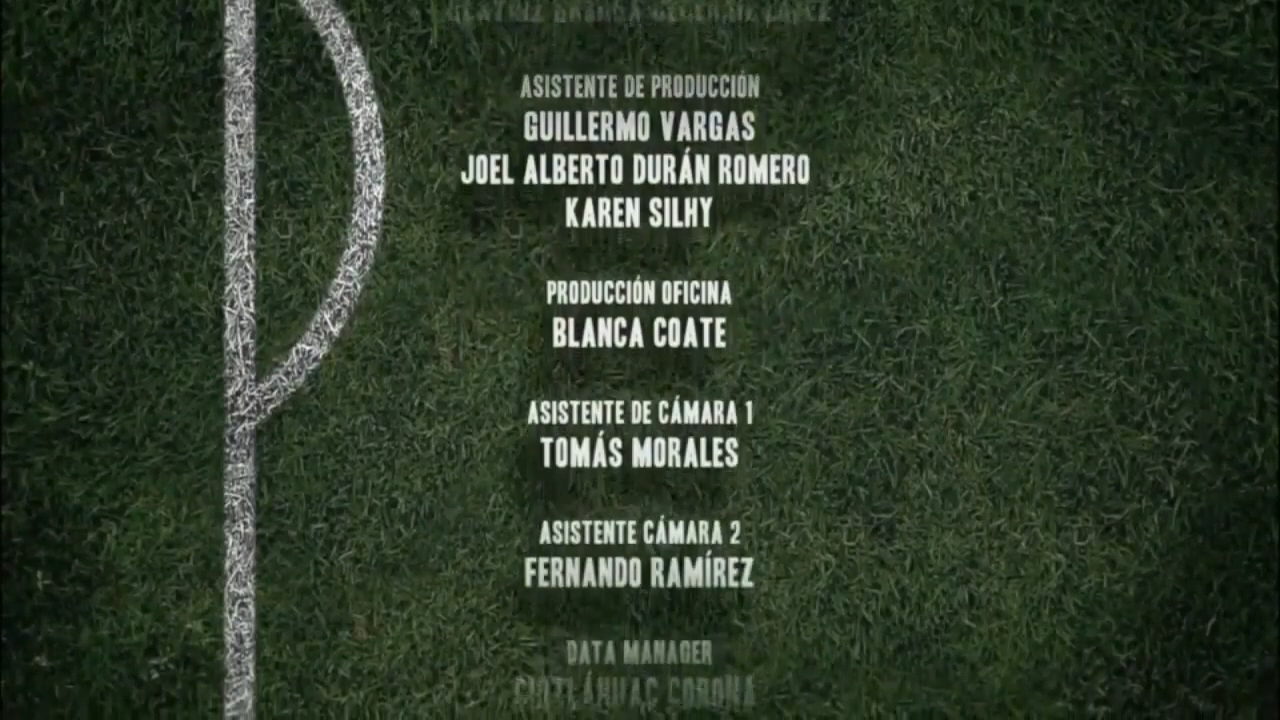 ASISTENTE DE PRODUCCIÓN
GUILLERMO VARGAS
JOEL ALBERTO DURÁN ROMERO
KAREN SILHY
PRODUCCIÓN OFICINA
BLANCA COATE
ASISTENTE DE CÁMARA 1
TOMÁS MORALES
ASISTENTE CÁMARA 2
FERNANDO RAMÍREZ
DATA MANAGER
CORONA